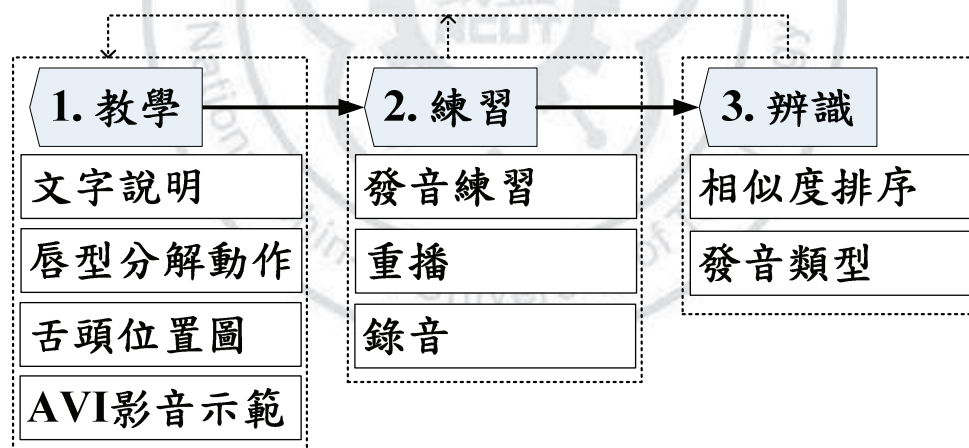 1. 教學
文字說明
唇型分解動作
舌頭位置圖
AVI影音示範
2. 練習
發音練習
重播
錄音
3. 辨識
相似度排序
發音類型